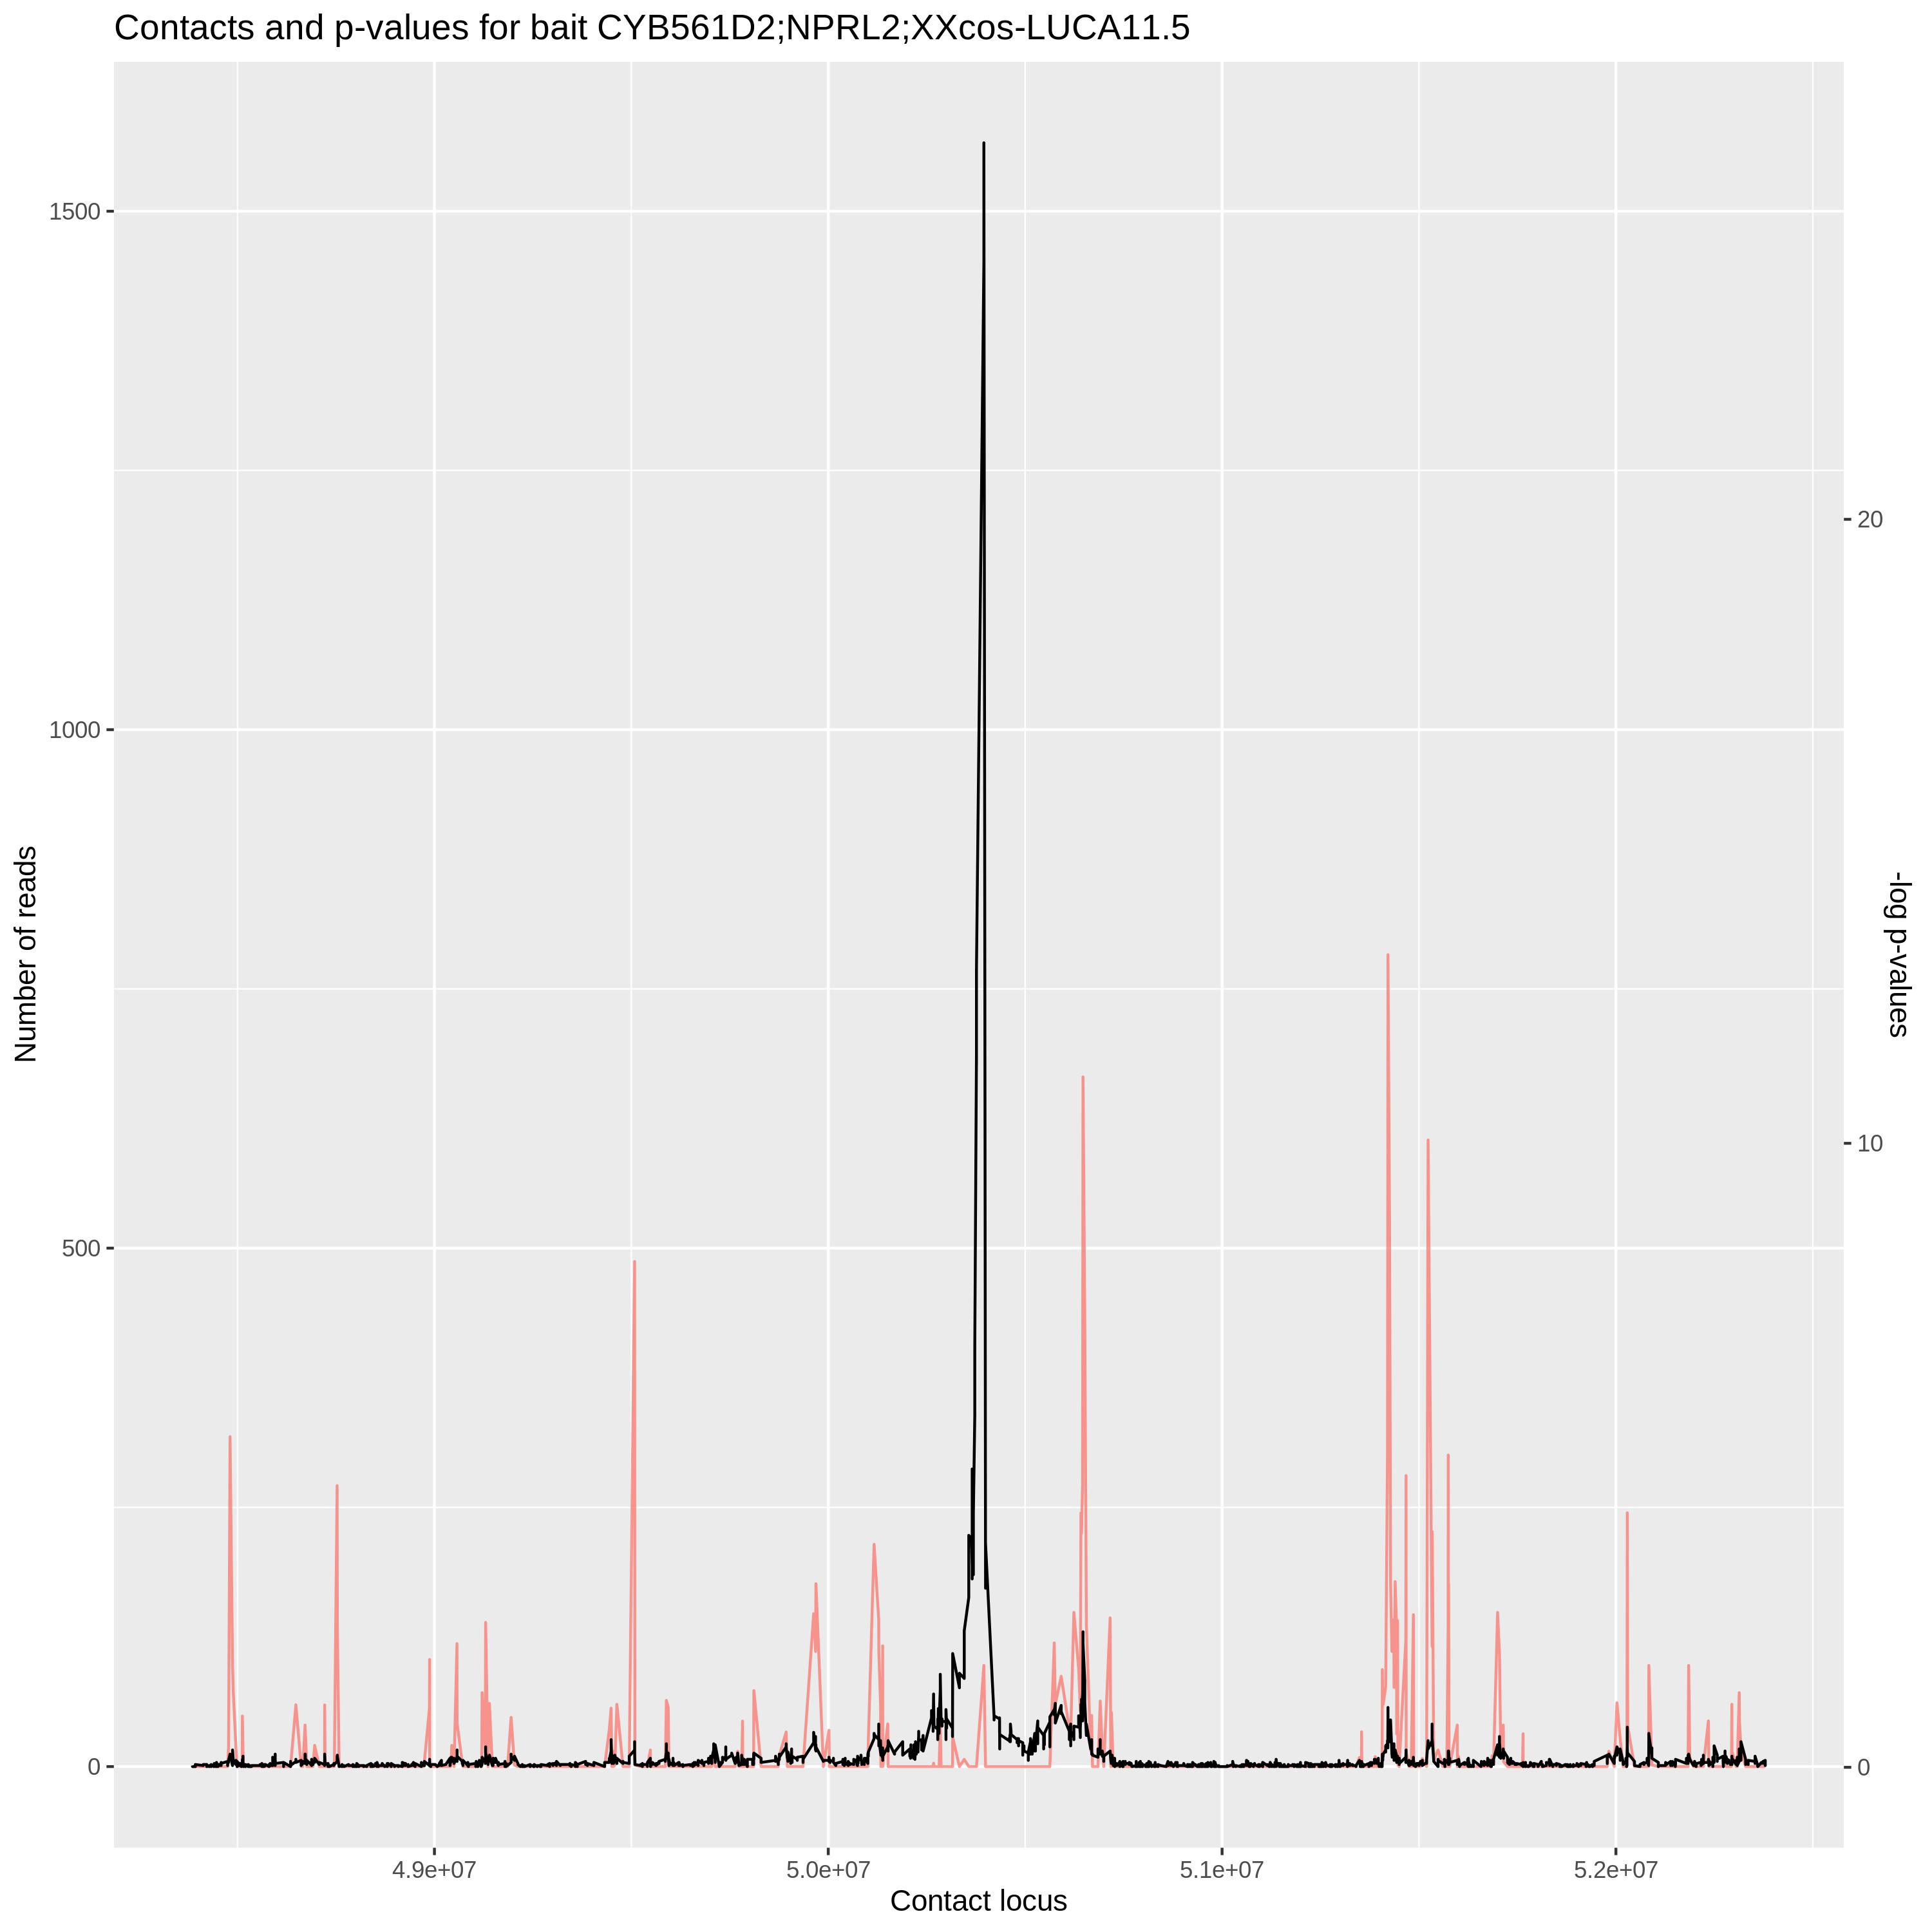 Contacts and p-values for bait CYB561D2;NPRL2;XXcos-LUCA11.5
1500
1000
500
0
Number of reads
20
10
0
-log p-values
4.9e+07
5.0e+07
5.1e+07
5.2e+07
Contact locus